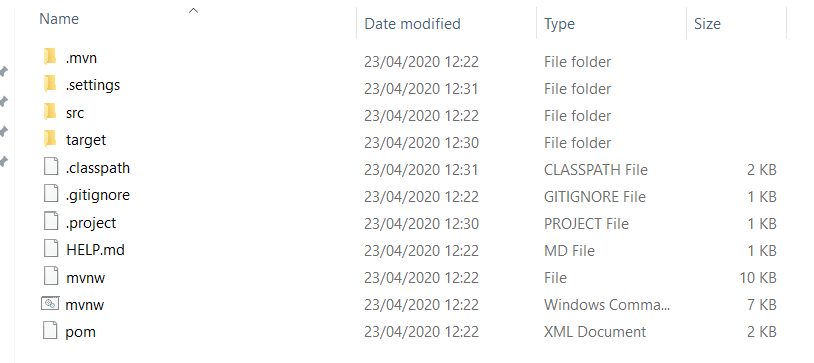 Name Date modified Type Size
.mvn 23/04/2020 12:22 File folder
.settings 23/04/2020 12:31 File folder
src 23/04/2020 12:22 File folder
target 23/04/2020 12:30 File folder
.classpath 23/04/2020 12:31 CLASSPATH File 2 KB
.gitignore 23/04/2020 12:22 GITIGNORE File 1 KB
.project 23/04/2020 12:30 PROJECT File 1 KB
HELP.md 23/04/2020 12:22 MD File 1 KB
mvnw 23/04/2020 12:22 File 10 KB
mvnw 23/04/2020 12:22 Windows Comma... 7 KB
pom 23/04/2020 12:22 XML Document 2 KB